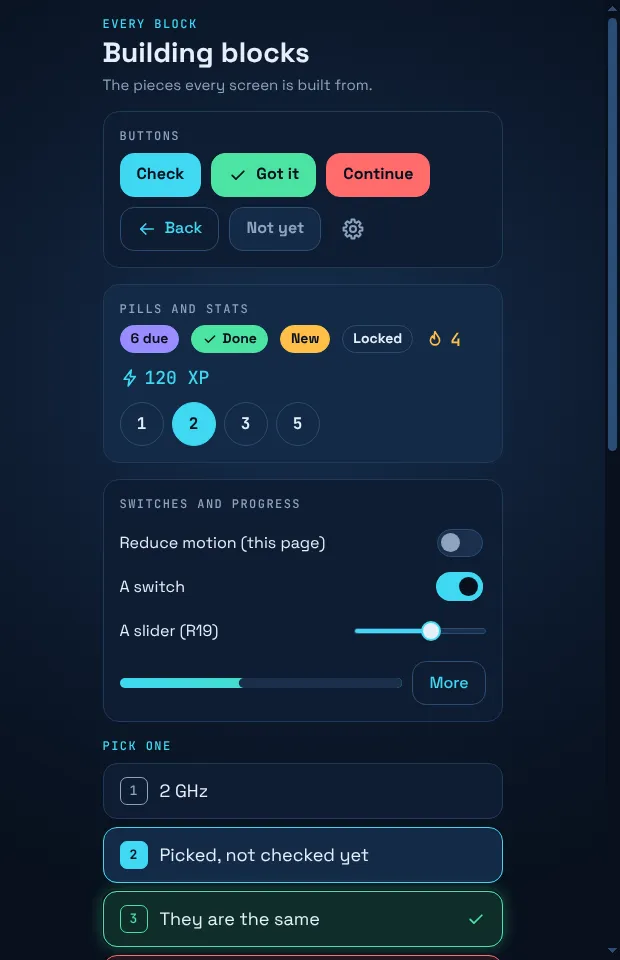 EVERY BLOCK
Building blocks
The pieces every screen is built from.
BUTTONS
Check Got it Continue
Back Not yet
PILLS AND STATS
6 due Done New Locked 4
120 XP
1 2 3 5
SWITCHES AND PROGRESS
Reduce motion (this page)
A switch
A slider (R19)
More
PICK ONE
1 2 GHz
2 Picked, not checked yet
3 They are the same